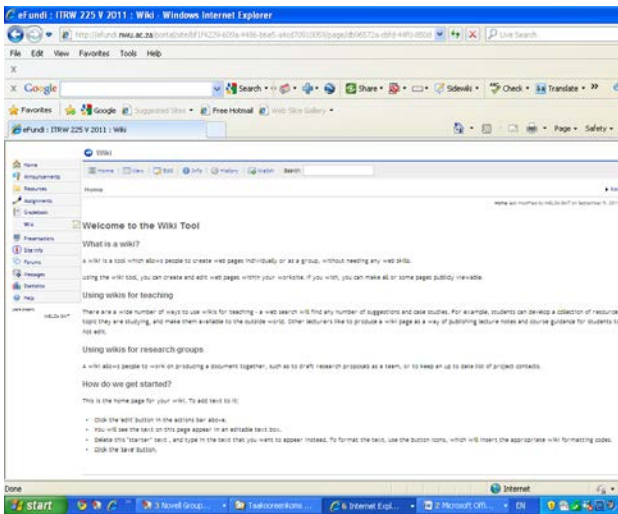 eFundi : ITRW 225 V 2011 : Wiki - Windows Internet Explorer
Live Search
File Edit View Favorites Tools Help
x
x Google Search Share Sidewiki Check Translate »
Favorites Google Suggested Sites Free Hotmail Web Slice Gallery
eFundi : ITRW 225 V 2011 : Wiki Page Safety
Wiki
Home
Announcements
Resources
Assignments
Gradebook
Wiki
Presentations
Site Info
Forums
Messages
Statistics
Help
Home View Edit Info History Watch Search
Home
Welcome to the Wiki Tool
What is a wiki?
A wiki is a tool which allows people to create web pages individually or as a group, without needing any web skills.
Using the wiki tool, you can create and edit web pages within your worksite. If you wish, you can make all or some pages publicly viewable.
Using wikis for teaching
There are a wide number of ways to use wikis for teaching - a web search will find any number of suggestions and case studies. For example, students can develop a collection of resource
topic they are studying, and make them available to the outside world. Other lecturers like to produce a wiki page as a way of publishing lecture notes and course guidance for students to
not edit.
Using wikis for research groups
A wiki allows people to work on producing a document together, such as to draft research proposals as a team, or to keep an up to date list of project contacts.
How do we get started?
This is the home page for your wiki. To add text to it:
• Click the 'edit' button in the actions bar above.
• You will see the text on this page appear in an editable text box.
• Delete this "starter" text , and type in the text that you want to appear instead. To format the text, use the button icons, which will insert the appropriate wiki formatting codes.
• Click the 'save' button.
Done Internet
start 3 Novell Group... Taakooreenkoms ... 6 Internet Expl... 2 Microsoft Offi... EN